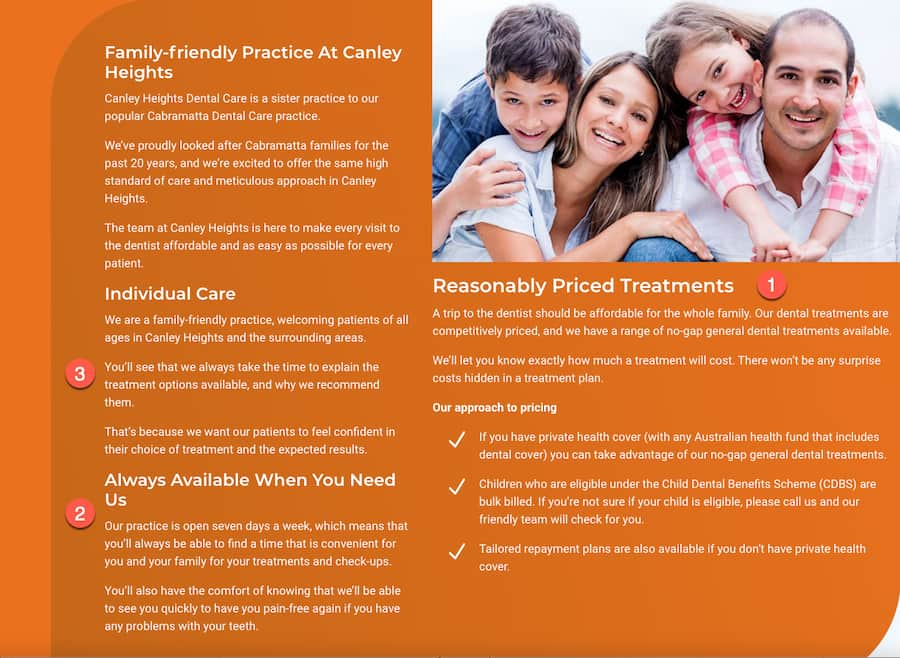 Family-friendly Practice At Canley
Heights
Canley Heights Dental Care is a sister practice to our
popular Cabramatta Dental Care practice.
We’ve proudly looked after Cabramatta families for the
past 20 years, and we’re excited to offer the same high
standard of care and meticulous approach in Canley
Heights.
The team at Canley Heights is here to make every visit to
the dentist affordable and as easy as possible for every
patient.
Individual Care
We are a family-friendly practice, welcoming patients of all
ages in Canley Heights and the surrounding areas.
3
You’ll see that we always take the time to explain the
treatment options available, and why we recommend
them.
That’s because we want our patients to feel confident in
their choice of treatment and the expected results.
Always Available When You Need
Us
2
Our practice is open seven days a week, which means that
you’ll always be able to find a time that is convenient for
you and your family for your treatments and check-ups.
You’ll also have the comfort of knowing that we’ll be able
to see you quickly to have you pain-free again if you have
any problems with your teeth.
Reasonably Priced Treatments 1
A trip to the dentist should be affordable for the whole family. Our dental treatments are
competitively priced, and we have a range of no-gap general dental treatments available.
We’ll let you know exactly how much a treatment will cost. There won’t be any surprise
costs hidden in a treatment plan.
Our approach to pricing
If you have private health cover (with any Australian health fund that includes
dental cover) you can take advantage of our no-gap general dental treatments.
Children who are eligible under the Child Dental Benefits Scheme (CDBS) are
bulk billed. If you’re not sure if your child is eligible, please call us and our
friendly team will check for you.
Tailored repayment plans are also available if you don’t have private health
cover.